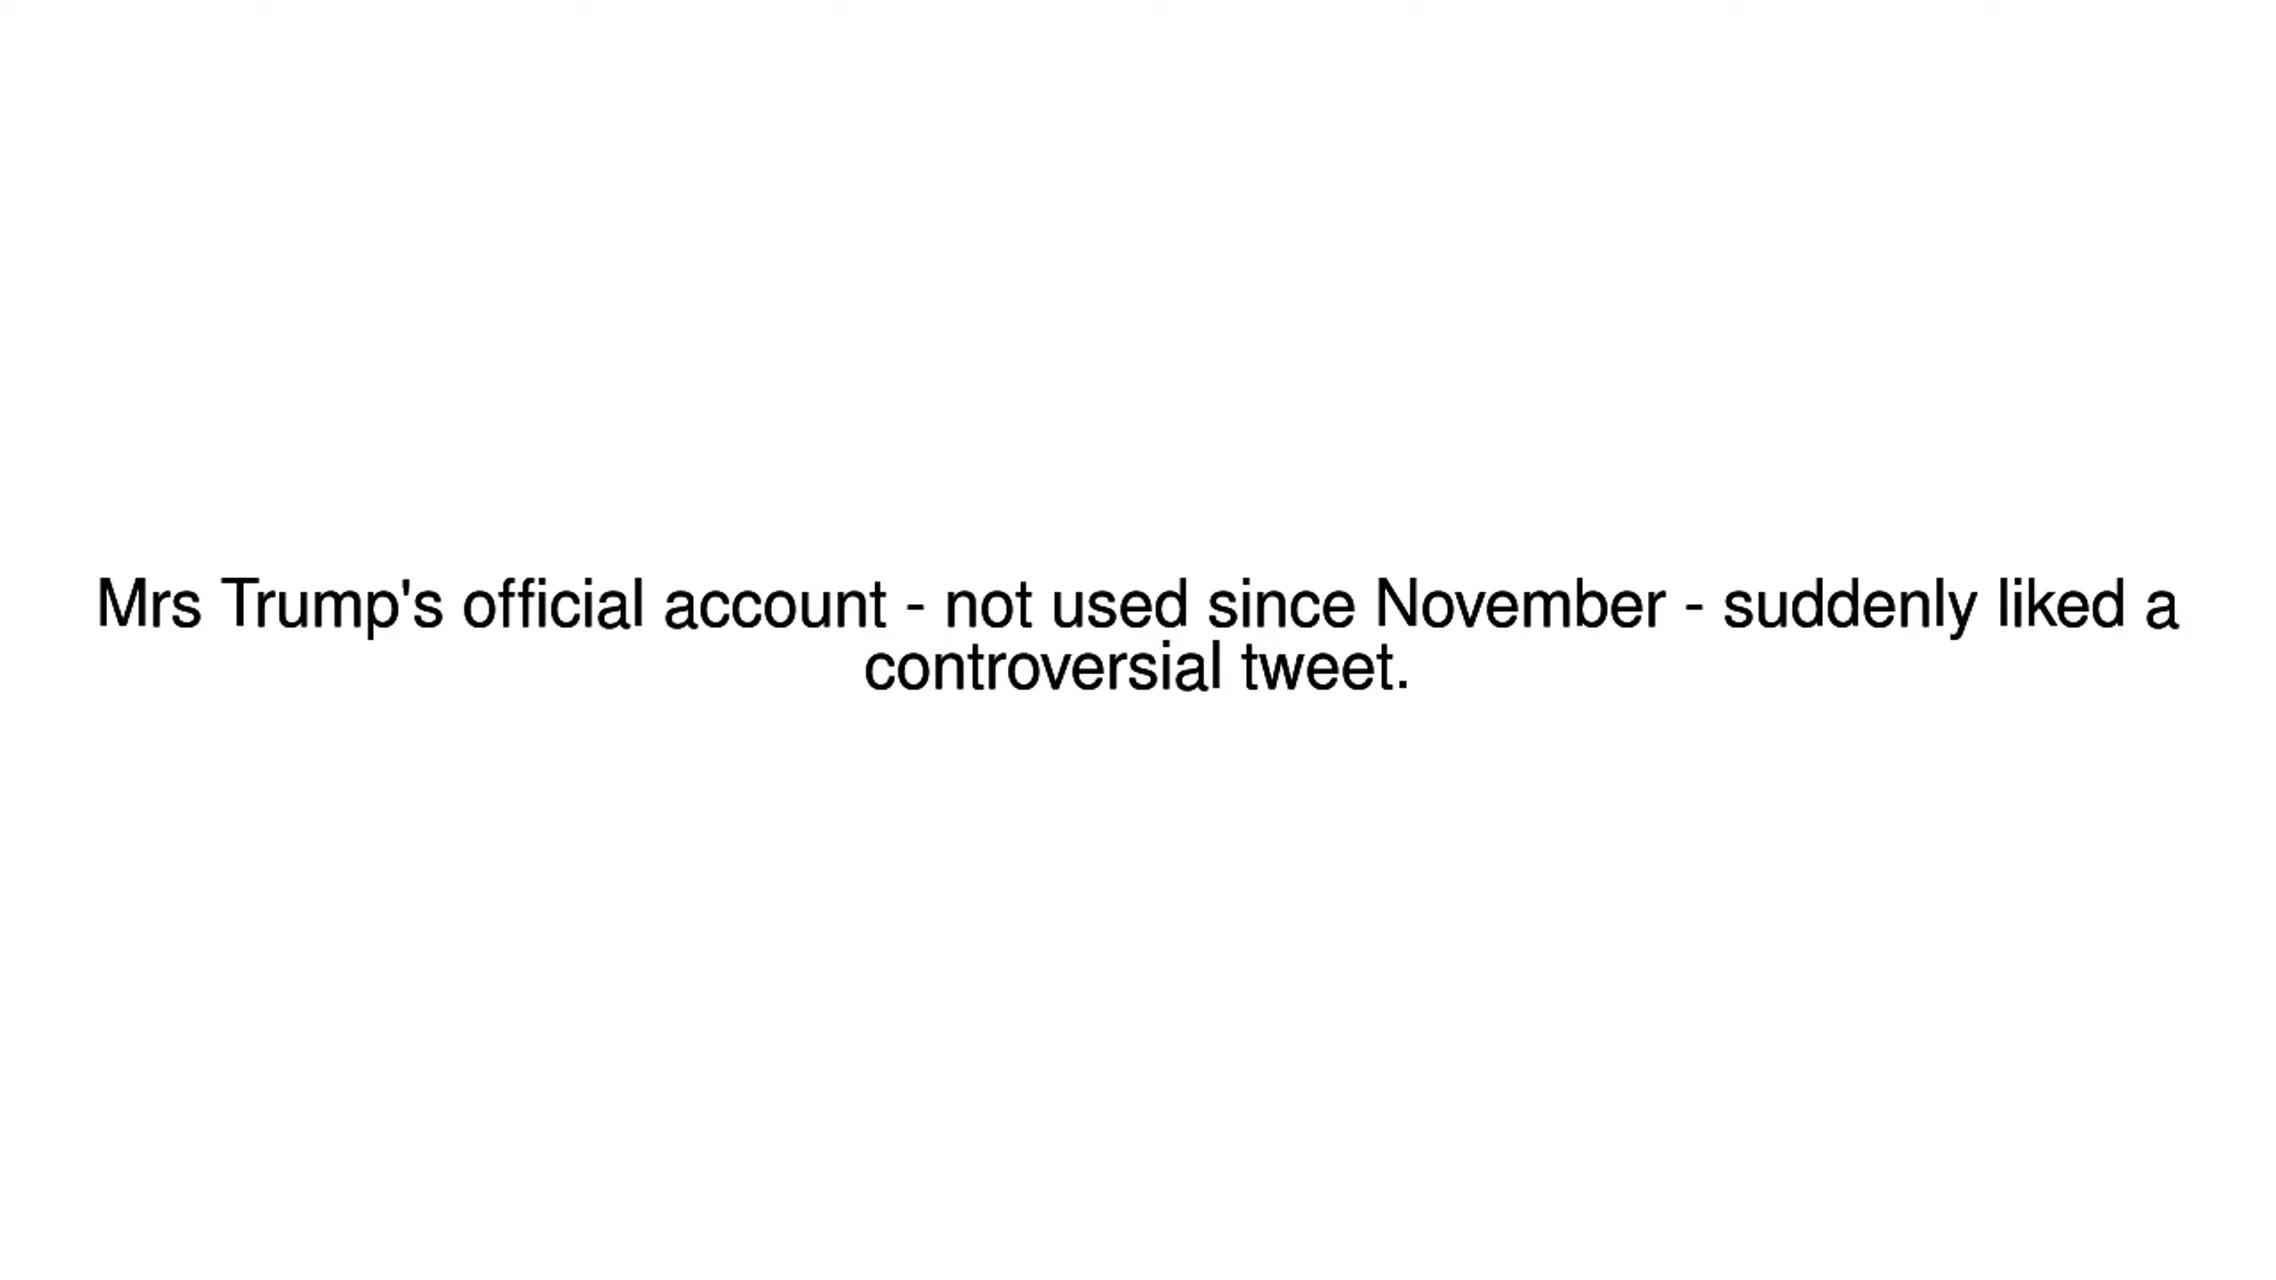 Mrs Trump's official account - not used since November - suddenly liked a
controversial tweet.